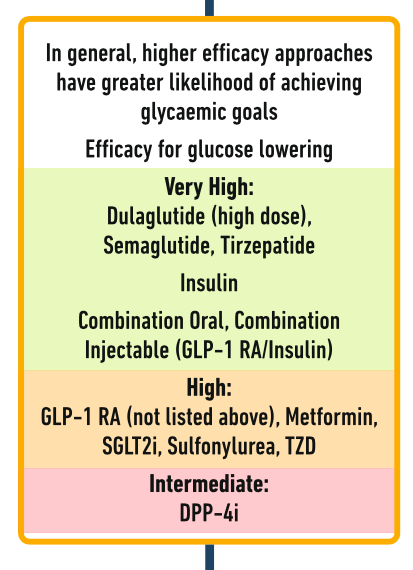 In general, higher efficacy approaches
have greater likelihood of achieving
glycaemic goals
Efficacy for glucose lowering
Very High:
Dulaglutide (high dose),
Semaglutide, Tirzepatide
Insulin
Combination Oral, Combination
Injectable (GLP-1 RA/Insulin)
High:
GLP-1 RA (not listed above), Metformin,
SGLT2i, Sulfonylurea, TZD
Intermediate:
DPP-4i